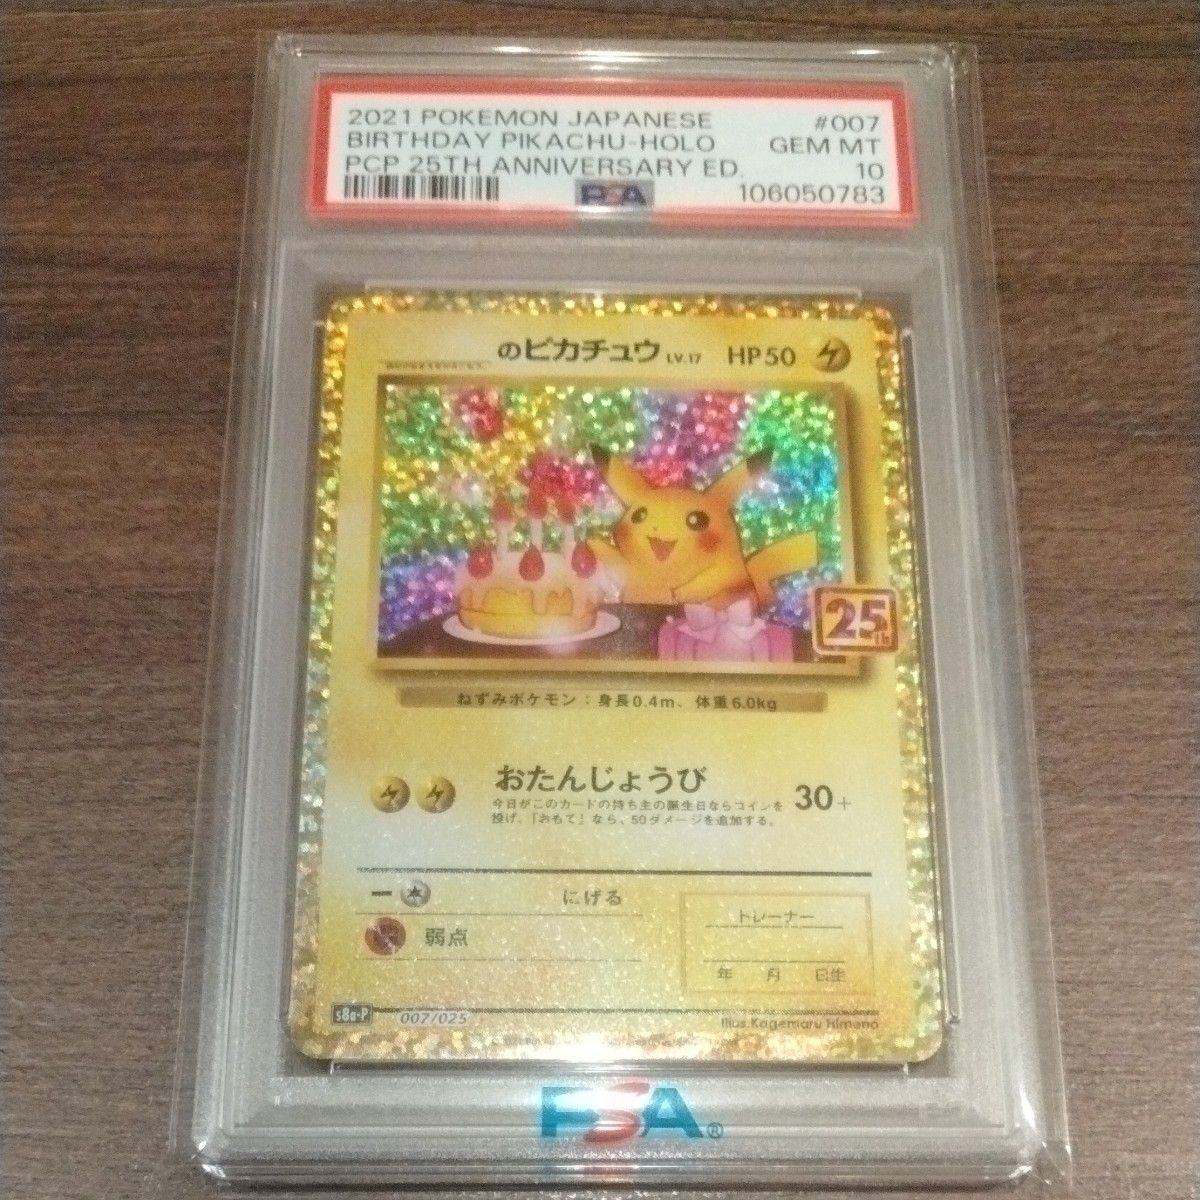 2021 POKEMON JAPANESE #007
BIRTHDAY PIKACHU-HOLO GEM MT
PCP 25TH ANNIVERSARY ED. 10
PSA 106050783
のピカチュウ LV.17 HP50
25th
ねずみポケモン：身長0.4m、体重6.0kg
おたんじょうび 30+
今日がこのカードの持ち主の誕生日ならコインを
投げ、「おもて」なら、50ダメージを追加する。
にげる
弱点
トレーナー
年 月 日生
s8a-P 007/025 Illus.Kagemaru Himeno
PSA®